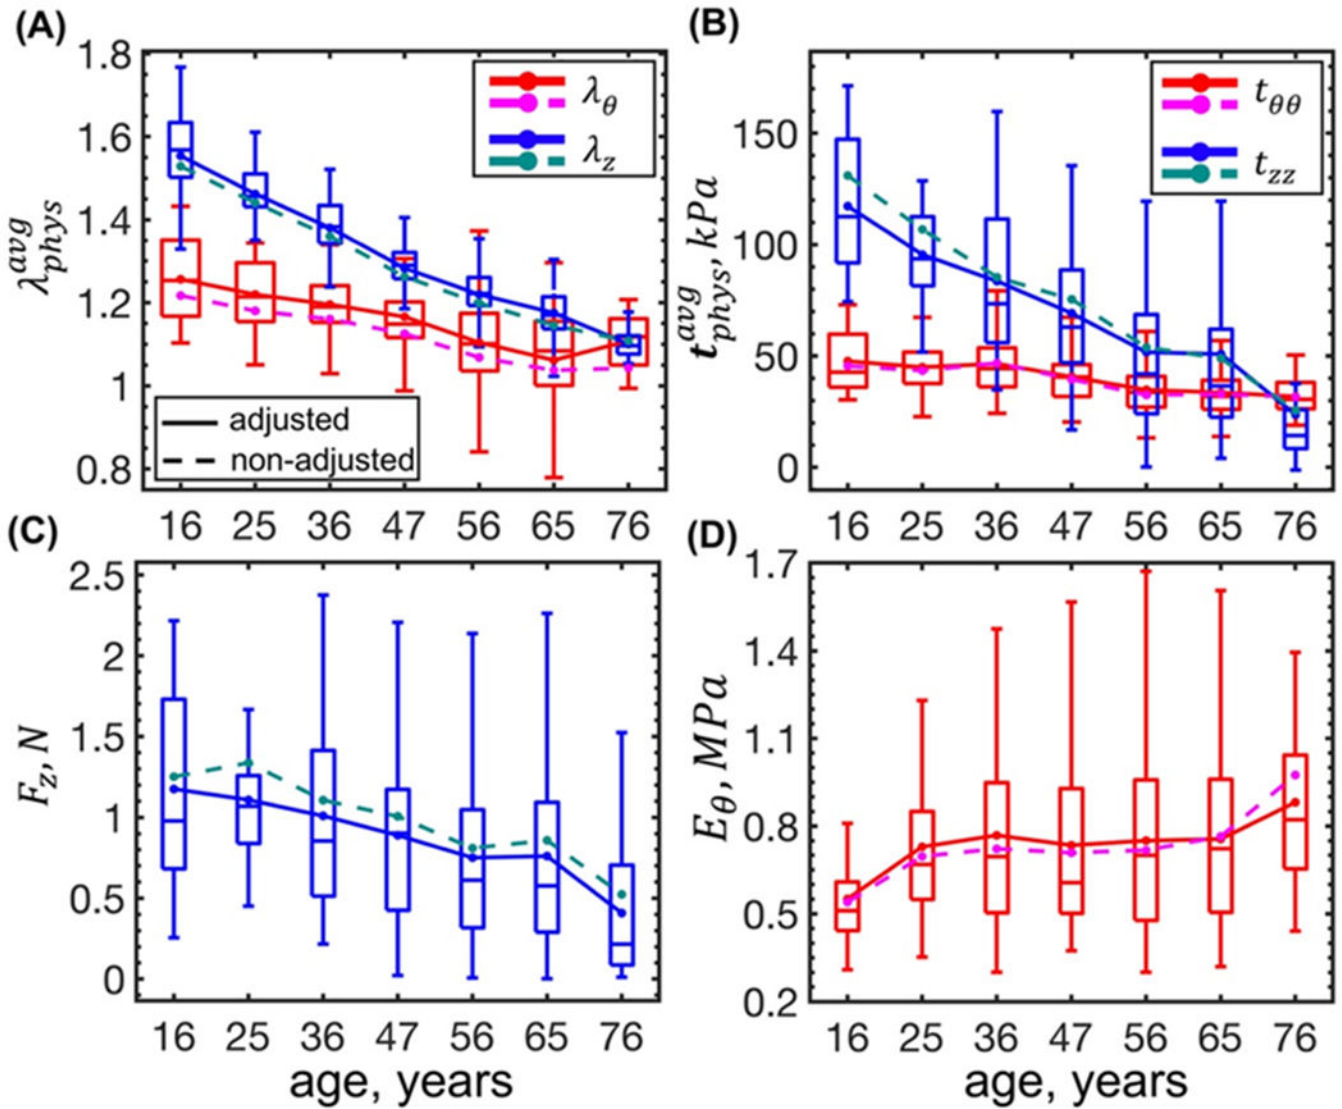 (A)
λ_phys^avg
1.8
1.6
1.4
1.2
1
0.8
λ_θ
λ_z
adjusted
non-adjusted
16 25 36 47 56 65 76
(B)
t_phys^avg, kPa
150
100
50
0
t_θθ
t_zz
16 25 36 47 56 65 76
(C)
F_z, N
2.5
2
1.5
1
0.5
0
16 25 36 47 56 65 76
age, years
(D)
E_θ, MPa
1.7
1.4
1.1
0.8
0.5
0.2
16 25 36 47 56 65 76
age, years